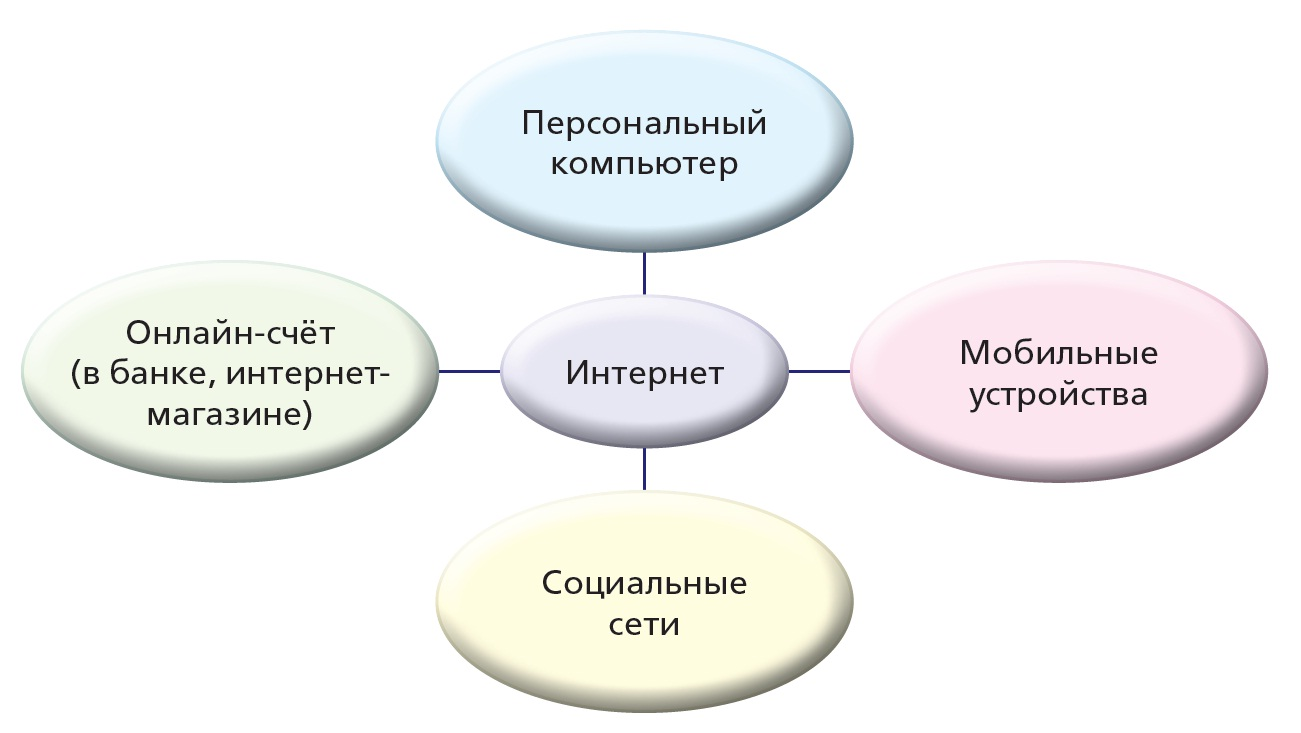 Персональный
компьютер
Онлайн-счёт
(в банке, интернет-
магазине)
Интернет
Мобильные
устройства
Социальные
сети